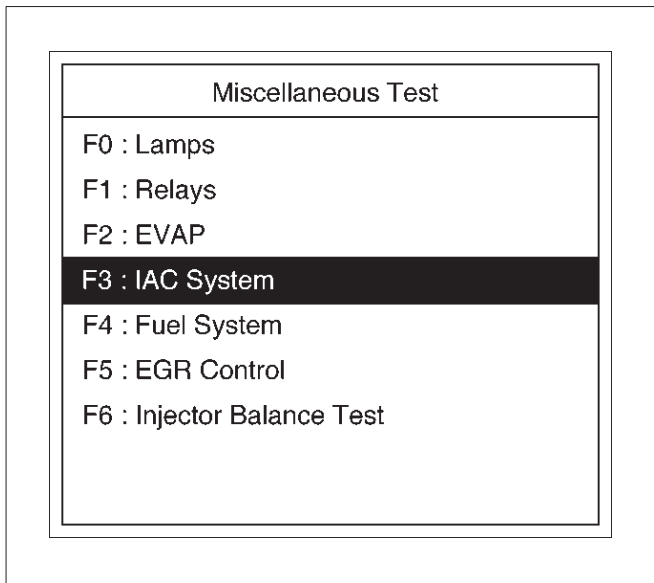 Miscellaneous Test
F0 : Lamps
F1 : Relays
F2 : EVAP
F3 : IAC System
F4 : Fuel System
F5 : EGR Control
F6 : Injector Balance Test